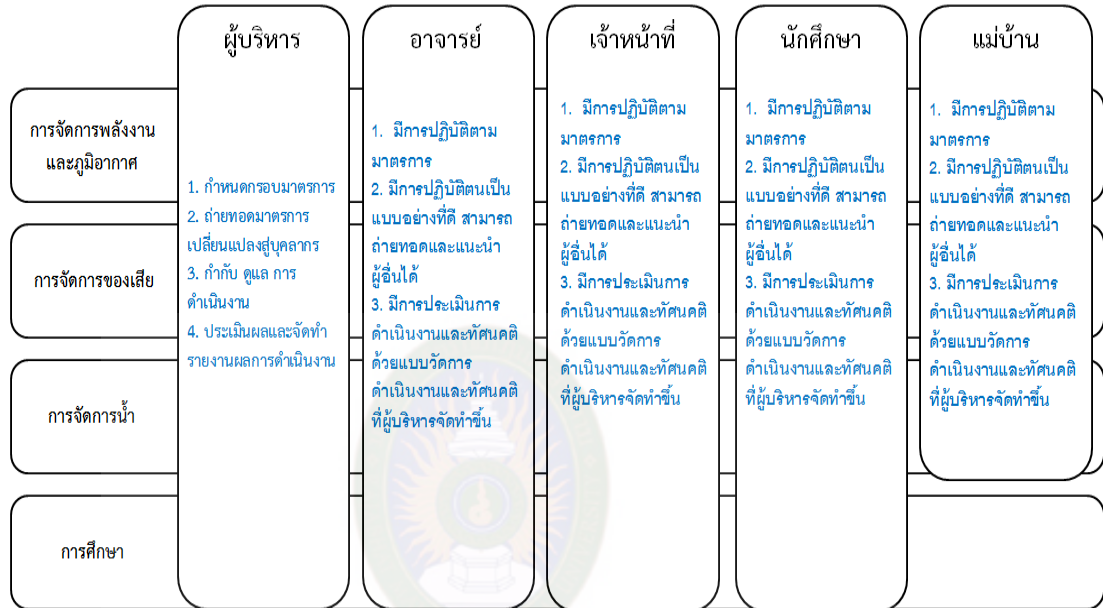 ผู้บริหาร
อาจารย์
เจ้าหน้าที่
นักศึกษา
แม่บ้าน
การจัดการพลังงาน
และภูมิอากาศ
การจัดการของเสีย
การจัดการน้ำ
การศึกษา
1. กำหนดกรอบมาตรการ
2. ถ่ายทอดมาตรการ
เปลี่ยนแปลงสู่บุคลากร
3. กำกับ ดูแล การ
ดำเนินงาน
4. ประเมินผลและจัดทำ
รายงานผลการดำเนินงาน
1. มีการปฏิบัติตาม
มาตรการ
2. มีการปฏิบัติตนเป็น
แบบอย่างที่ดี สามารถ
ถ่ายทอดและแนะนำ
ผู้อื่นได้
3. มีการประเมินการ
ดำเนินงานและทัศนคติ
ด้วยแบบวัดการ
ดำเนินงานและทัศนคติ
ที่ผู้บริหารจัดทำขึ้น
1. มีการปฏิบัติตาม
มาตรการ
2. มีการปฏิบัติตนเป็น
แบบอย่างที่ดี สามารถ
ถ่ายทอดและแนะนำ
ผู้อื่นได้
3. มีการประเมินการ
ดำเนินงานและทัศนคติ
ด้วยแบบวัดการ
ดำเนินงานและทัศนคติ
ที่ผู้บริหารจัดทำขึ้น
1. มีการปฏิบัติตาม
มาตรการ
2. มีการปฏิบัติตนเป็น
แบบอย่างที่ดี สามารถ
ถ่ายทอดและแนะนำ
ผู้อื่นได้
3. มีการประเมินการ
ดำเนินงานและทัศนคติ
ด้วยแบบวัดการ
ดำเนินงานและทัศนคติ
ที่ผู้บริหารจัดทำขึ้น
1. มีการปฏิบัติตาม
มาตรการ
2. มีการปฏิบัติตนเป็น
แบบอย่างที่ดี สามารถ
ถ่ายทอดและแนะนำ
ผู้อื่นได้
3. มีการประเมินการ
ดำเนินงานและทัศนคติ
ด้วยแบบวัดการ
ดำเนินงานและทัศนคติ
ที่ผู้บริหารจัดทำขึ้น